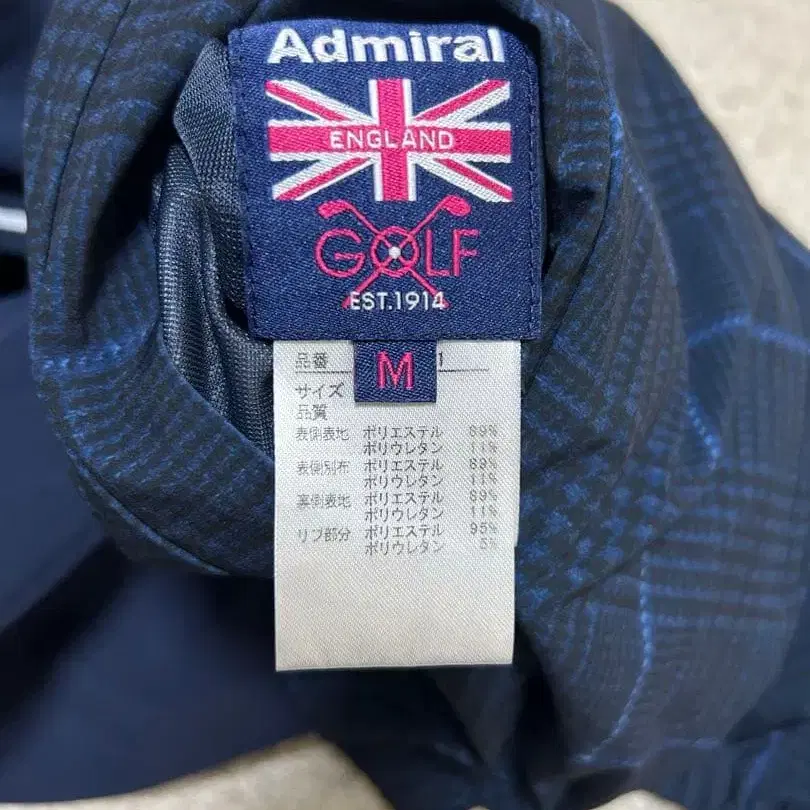 Admiral
ENGLAND
GOLF
EST.1914
M
品番 1
サイズ
品質
表側表地 ポリエステル 89%
ポリウレタン 11%
表側別布 ポリエステル 89%
ポリウレタン 11%
裏側表地 ポリエステル 89%
ポリウレタン 11%
リブ部分 ポリエステル 95%
ポリウレタン 5%